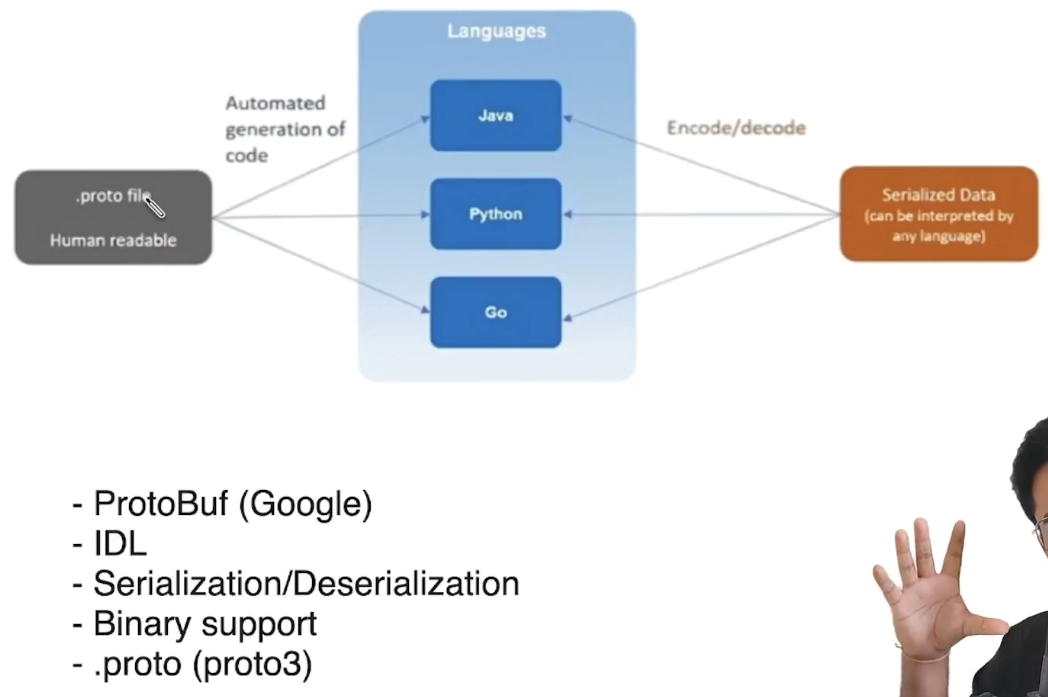 Languages
Automated
generation of
code
Java
Encode/decode
.proto file
Human readable
Python
Serialized Data
(can be interpreted by
any language)
Go
- ProtoBuf (Google)
- IDL
- Serialization/Deserialization
- Binary support
- .proto (proto3)